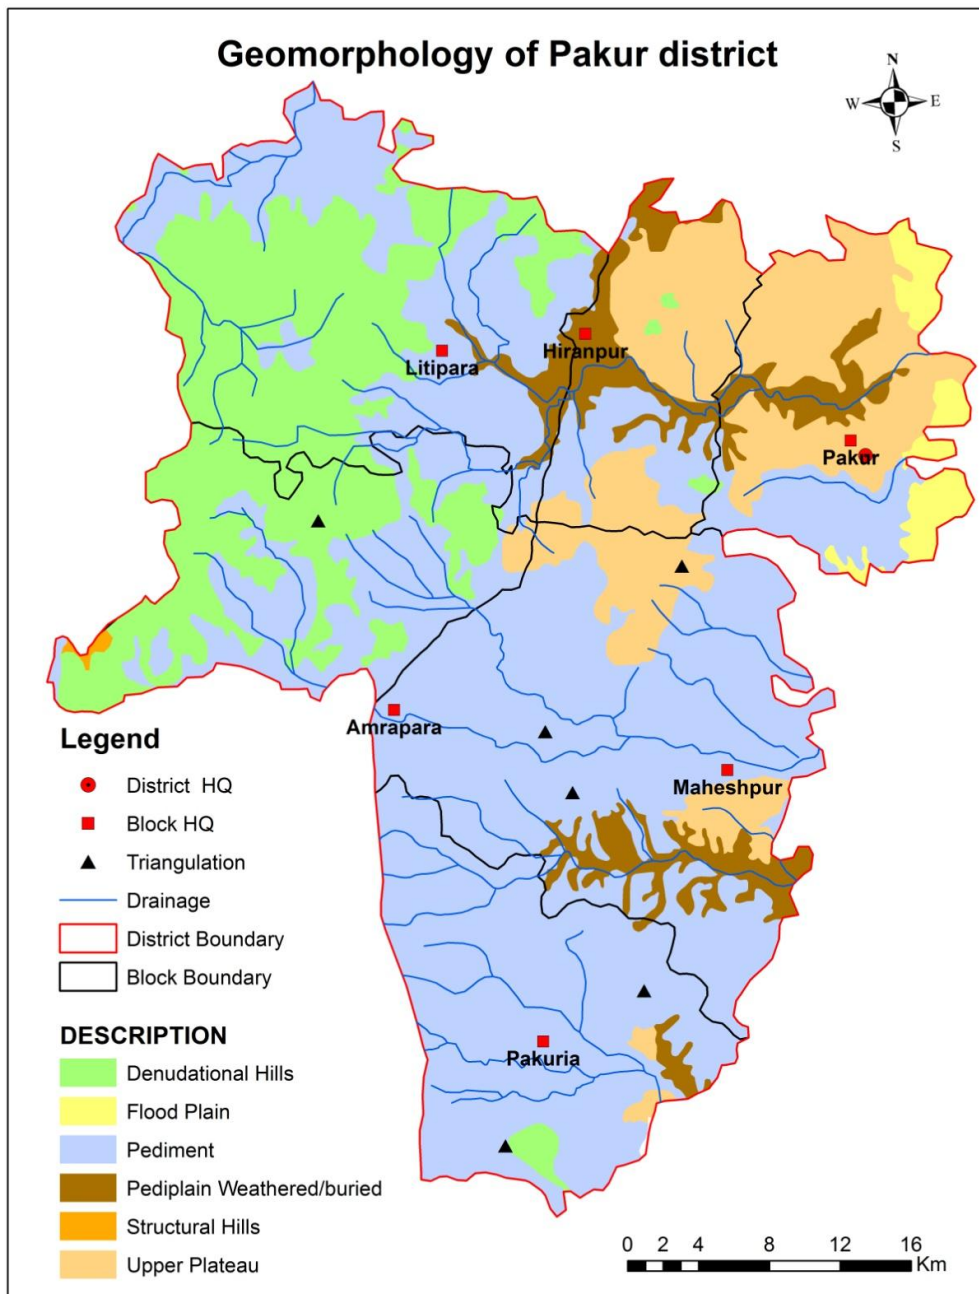 Geomorphology of Pakur district
N
W E
S
Hiranpur
Litipara
Pakur
Amrapara
Maheshpur
Pakuria
Legend
District HQ
Block HQ
Triangulation
Drainage
District Boundary
Block Boundary
DESCRIPTION
Denudational Hills
Flood Plain
Pediment
Pediplain Weathered/buried
Structural Hills
Upper Plateau
0 2 4 8 12 16
Km